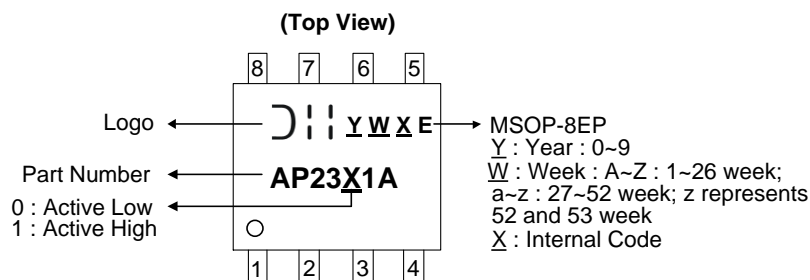 (Top View)
8 7 6 5
Logo
Y W X E
MSOP-8EP
Y : Year : 0~9
W : Week : A~Z : 1~26 week;
a~z : 27~52 week; z represents
52 and 53 week
X : Internal Code
Part Number
AP23X1A
0 : Active Low
1 : Active High
1 2 3 4